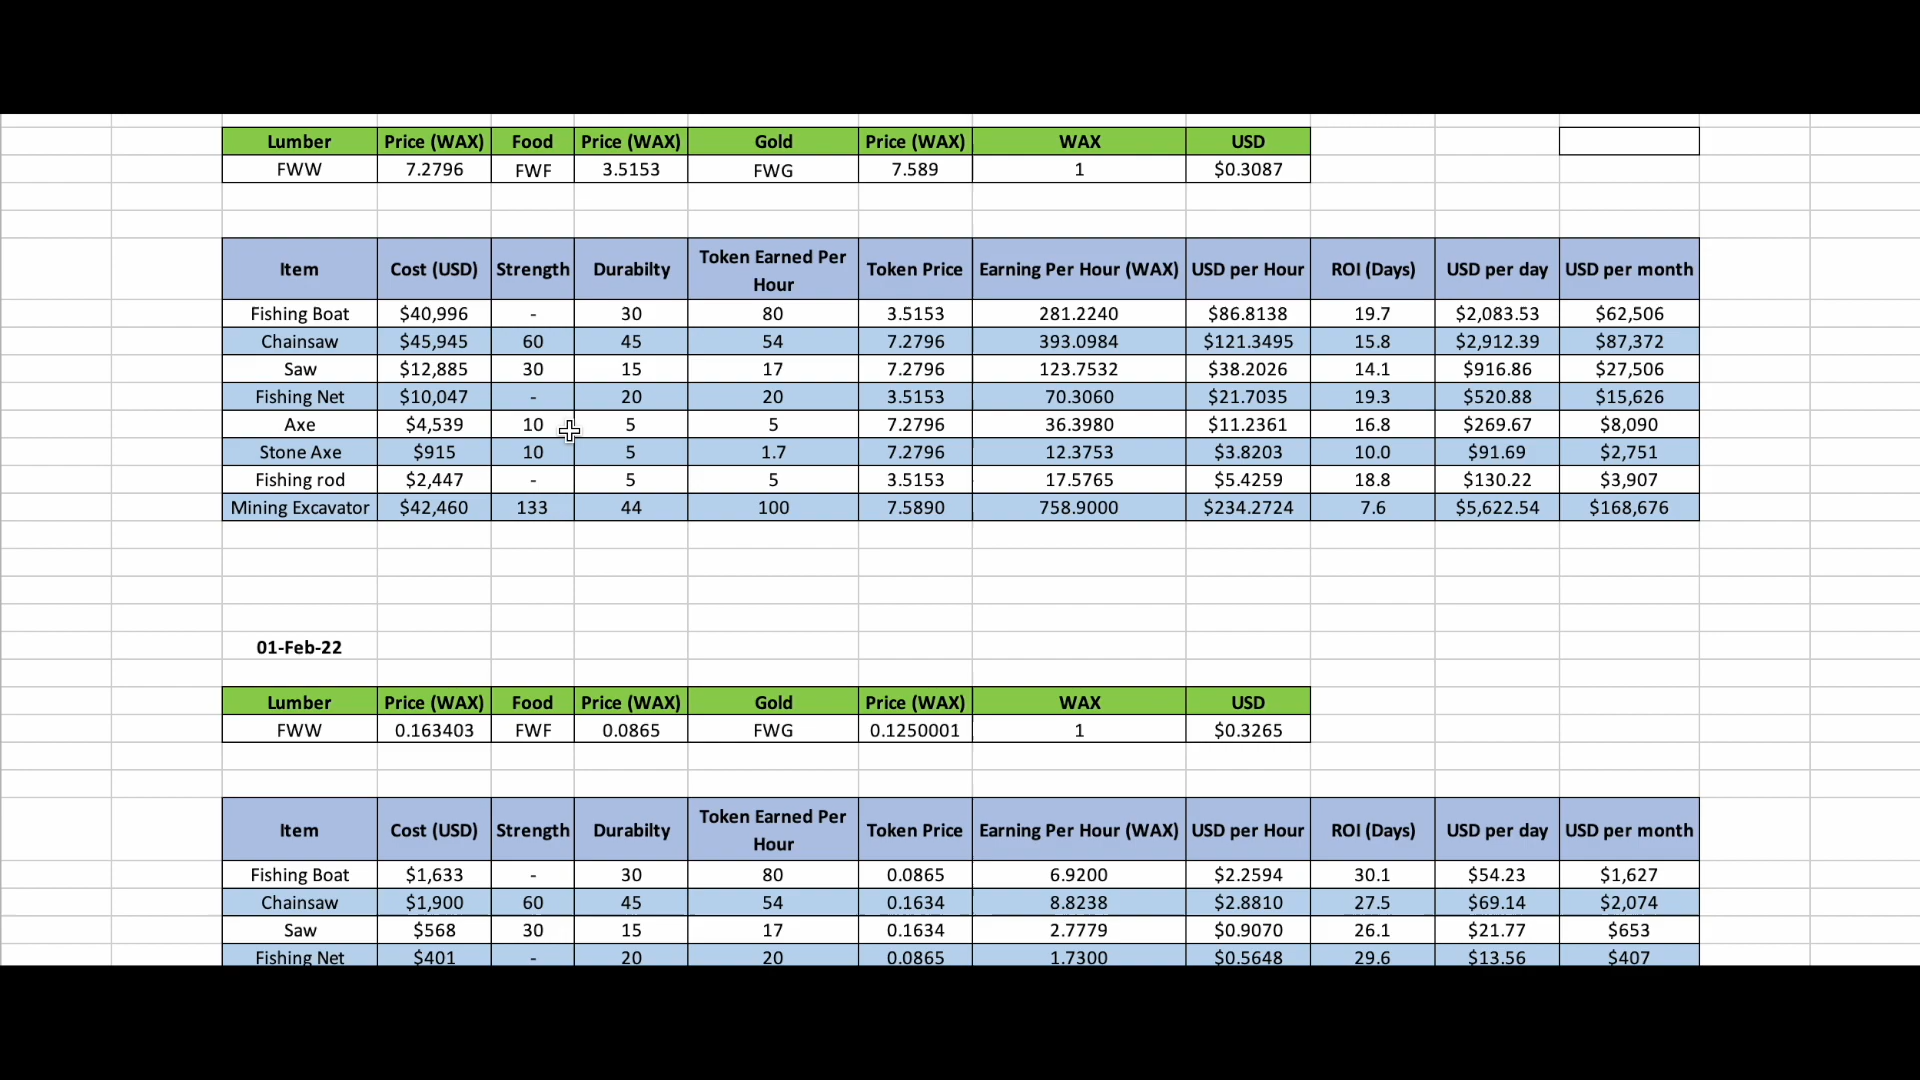 Lumber Price (WAX) Food Price (WAX) Gold Price (WAX) WAX USD
FWW 7.2796 FWF 3.5153 FWG 7.589 1 $0.3087
Item Cost (USD) Strength Durabilty Token Earned Per Hour Token Price Earning Per Hour (WAX) USD per Hour ROI (Days) USD per day USD per month
Fishing Boat $40,996 - 30 80 3.5153 281.2240 $86.8138 19.7 $2,083.53 $62,506
Chainsaw $45,945 60 45 54 7.2796 393.0984 $121.3495 15.8 $2,912.39 $87,372
Saw $12,885 30 15 17 7.2796 123.7532 $38.2026 14.1 $916.86 $27,506
Fishing Net $10,047 - 20 20 3.5153 70.3060 $21.7035 19.3 $520.88 $15,626
Axe $4,539 10 5 5 7.2796 36.3980 $11.2361 16.8 $269.67 $8,090
Stone Axe $915 10 5 1.7 7.2796 12.3753 $3.8203 10.0 $91.69 $2,751
Fishing rod $2,447 - 5 5 3.5153 17.5765 $5.4259 18.8 $130.22 $3,907
Mining Excavator $42,460 133 44 100 7.5890 758.9000 $234.2724 7.6 $5,622.54 $168,676
01-Feb-22
Lumber Price (WAX) Food Price (WAX) Gold Price (WAX) WAX USD
FWW 0.163403 FWF 0.0865 FWG 0.1250001 1 $0.3265
Item Cost (USD) Strength Durabilty Token Earned Per Hour Token Price Earning Per Hour (WAX) USD per Hour ROI (Days) USD per day USD per month
Fishing Boat $1,633 - 30 80 0.0865 6.9200 $2.2594 30.1 $54.23 $1,627
Chainsaw $1,900 60 45 54 0.1634 8.8238 $2.8810 27.5 $69.14 $2,074
Saw $568 30 15 17 0.1634 2.7779 $0.9070 26.1 $21.77 $653
Fishing Net $401 - 20 20 0.0865 1.7300 $0.5648 29.6 $13.56 $407